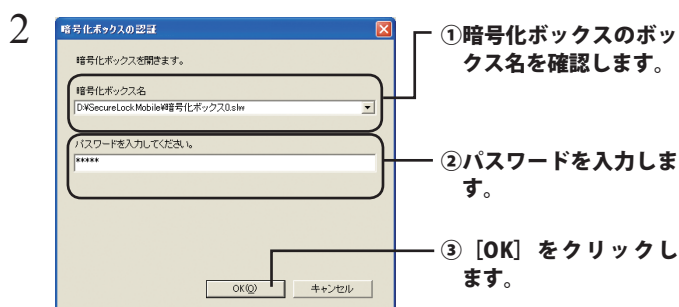 2
暗号化ボックスの認証
暗号化ボックスを開きます。
暗号化ボックス名
D:¥SecureLockMobile¥暗号化ボックス0.slw
パスワードを入力してください。
*****
OK(O)
キャンセル
①暗号化ボックスのボッ
クス名を確認します。
②パスワードを入力しま
す。
③［OK］をクリックし
ます。